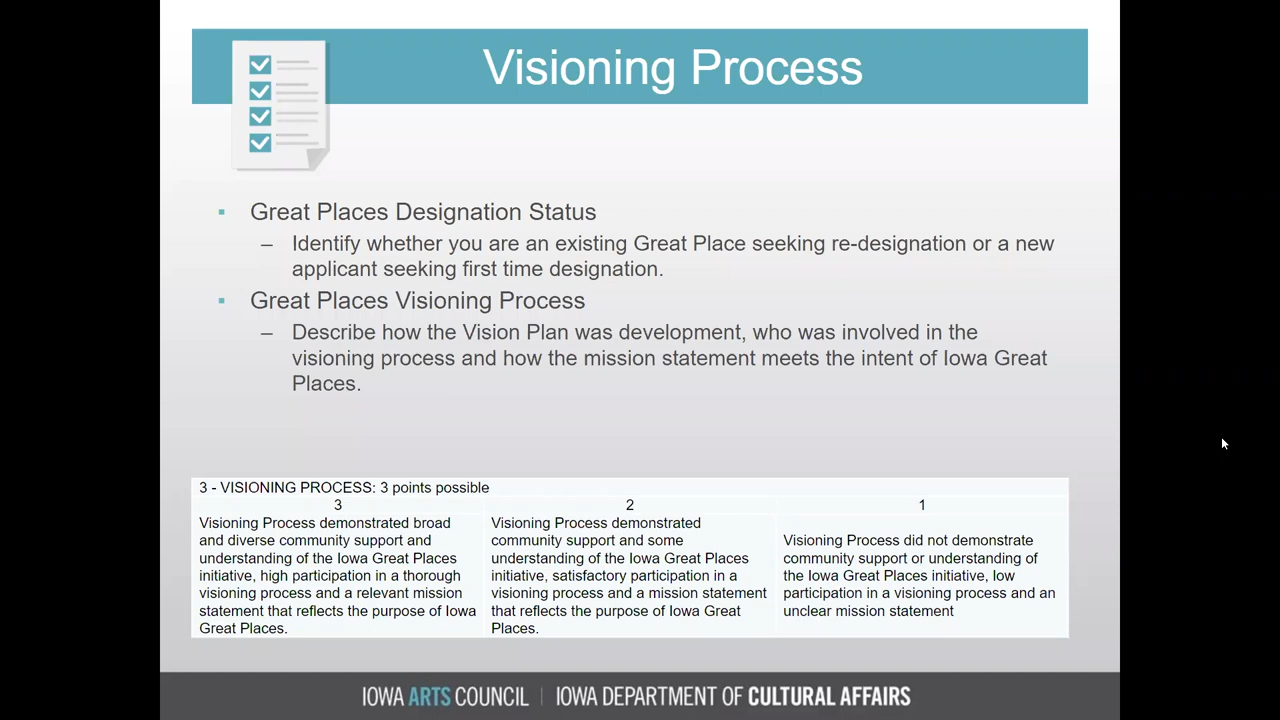 Visioning Process
▪ Great Places Designation Status
– Identify whether you are an existing Great Place seeking re-designation or a new
applicant seeking first time designation.
▪ Great Places Visioning Process
– Describe how the Vision Plan was development, who was involved in the
visioning process and how the mission statement meets the intent of Iowa Great
Places.
3 - VISIONING PROCESS: 3 points possible
3
Visioning Process demonstrated broad
and diverse community support and
understanding of the Iowa Great Places
initiative, high participation in a thorough
visioning process and a relevant mission
statement that reflects the purpose of Iowa
Great Places.
2
Visioning Process demonstrated
community support and some
understanding of the Iowa Great Places
initiative, satisfactory participation in a
visioning process and a mission statement
that reflects the purpose of Iowa Great
Places.
1
Visioning Process did not demonstrate
community support or understanding of
the Iowa Great Places initiative, low
participation in a visioning process and an
unclear mission statement
IOWA ARTS COUNCIL | IOWA DEPARTMENT OF CULTURAL AFFAIRS